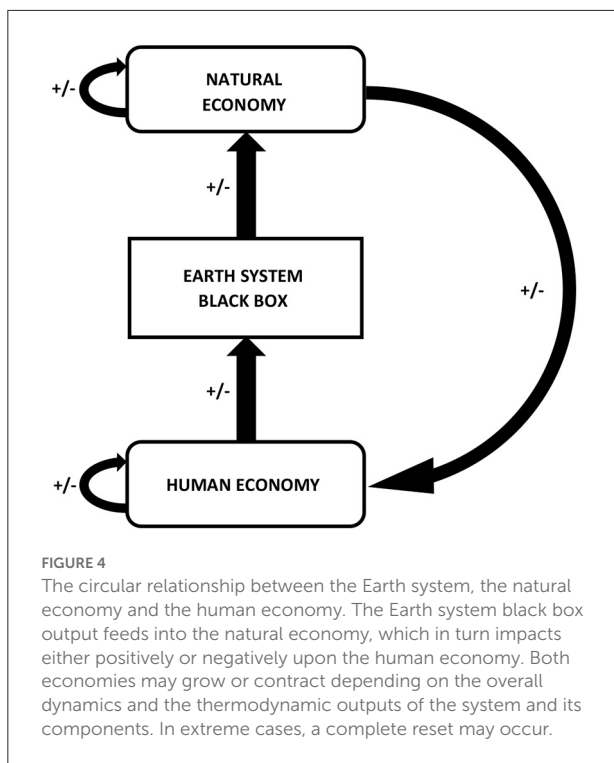 NATURAL
ECONOMY
+/-
+/-
EARTH SYSTEM
BLACK BOX
+/-
+/-
HUMAN ECONOMY
+/-
FIGURE 4
The circular relationship between the Earth system, the natural
economy and the human economy. The Earth system black box
output feeds into the natural economy, which in turn impacts
either positively or negatively upon the human economy. Both
economies may grow or contract depending on the overall
dynamics and the thermodynamic outputs of the system and its
components. In extreme cases, a complete reset may occur.